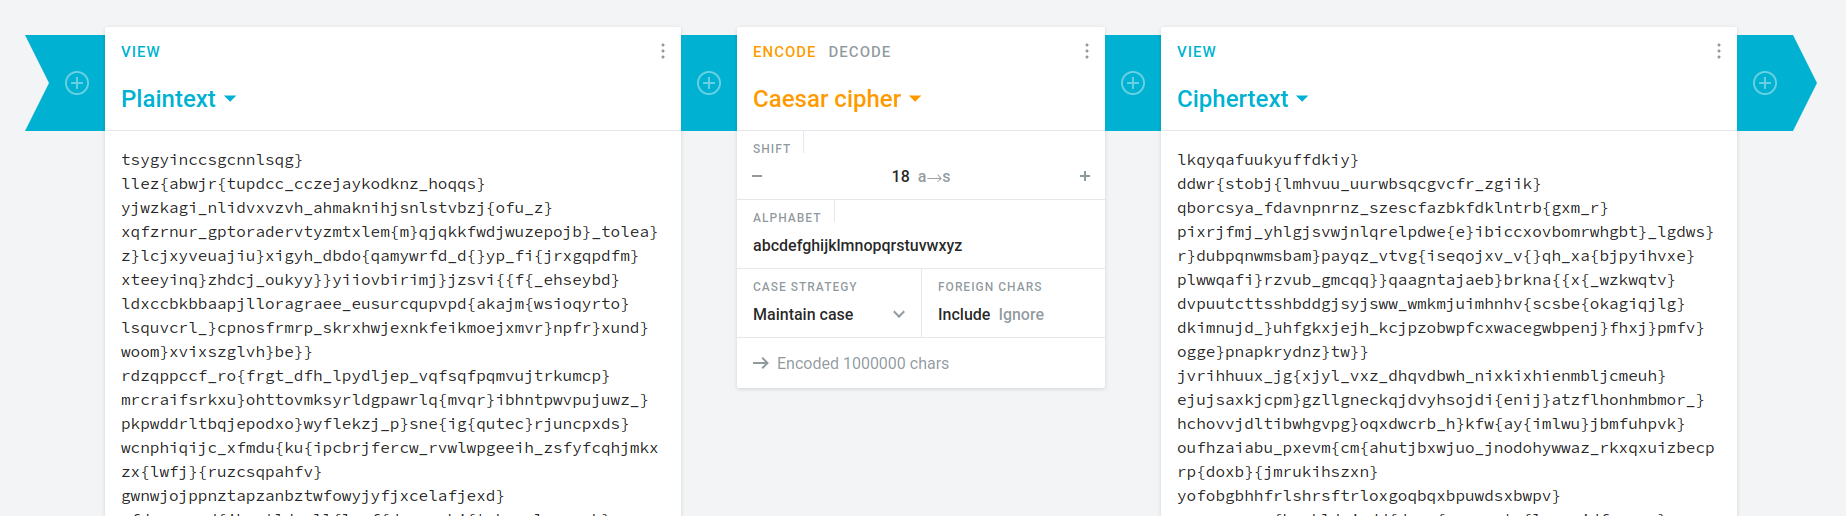 VIEW
Plaintext
tsygyinccsgcnnlsqg}
llez{abwjr{tupdcc_cczejaykodknz_hoqqs}
yjwzkagi_nlidvxvzvh_ahmaknihjsnlstvbzj{ofu_z}
xqfzrnur_gptoradervtyzmtxlem{m}qjqkkfwdjwuzepojb}_tolea}
z}lcjxyveuajiu}xigyh_dbdo{qamywrfd_d{}yp_fi{jrxgqpdfm}
xteeyinq}zhdcj_oukyy}}yiiovbirimj}jzsvi{{f{_ehseybd}
ldxccbkbbaapjlloragraee_eusurcqupvpd{akajm{wsioqyrto}
lsquvcrl_}cpnosfrmrp_skrxhwjexnkfeikmoejxmvr}npfr}xund}
woom}xvixszglvh}be}}
rdzqppccf_ro{frgt_dfh_lpydljep_vqfsqfpqmvujtrkumcp}
mrcraifsrkxu}ohttovmksyrldgpawrlq{mvqr}ibhntpwvpujuwz_}
pkpwddrltbqjepodxo}wyflekzj_p}sne{ig{qutec}rjuncpxds}
wcnphiqijc_xfmdu{ku{ipcbrjfercw_rvwlwpgeeih_zsfyfcqhjmkx
zx{lwfj}{ruzcsqpahfv}
gwnwjojppnztapzanbztwfowyjyfjxcelafjexd}
ENCODE DECODE
Caesar cipher
SHIFT
− 18 a→s +
ALPHABET
abcdefghijklmnopqrstuvwxyz
CASE STRATEGY
Maintain case
FOREIGN CHARS
Include Ignore
→ Encoded 1000000 chars
VIEW
Ciphertext
lkqyqafuukyuffdkiy}
ddwr{stobj{lmhvuu_uurwbsqcgvcfr_zgiik}
qborcsya_fdavnpnrnz_szescfazbkfdklntrb{gxm_r}
pixrjfmj_yhlgjsvwjnlqrelpdwe{e}ibiccxovbomrwhgbt}_lgdws}
r}dubpqnwmsbam}payqz_vtvg{iseqojxv_v{}qh_xa{bjpyihvxe}
plwwqafi}rzvub_gmcqq}}qaagntajaeb}brkna{{x{_wzkwqtv}
dvpuutcttsshbddgjsyjsww_wmkmjuimhnhv{scsbe{okagiqjlg}
dkimnujd_}uhfgkxjejh_kcjpzobwpfcxwacegwbpenj}fhxj}pmfv}
ogge}pnapkrydnz}tw}}
jvrihhuux_jg{xjyl_vxz_dhqvdbwh_nixkixhienmbljcmeuh}
ejujsaxkjcpm}gzllgneckqjdvyhsojdi{enij}atzflhonhmbmor_}
hchovvjdltibwhgvpg}oqxdwcrb_h}kfw{ay{imlwu}jbmfuhpvk}
oufhzaiabu_pxevm{cm{ahutjbxwjuo_jnodohywwaz_rkxqxuizbecp
rp{doxb}{jmrukihszxn}
yofobgbhhfrlshrsftrloxgoqbqxbpuwdsxbwpv}